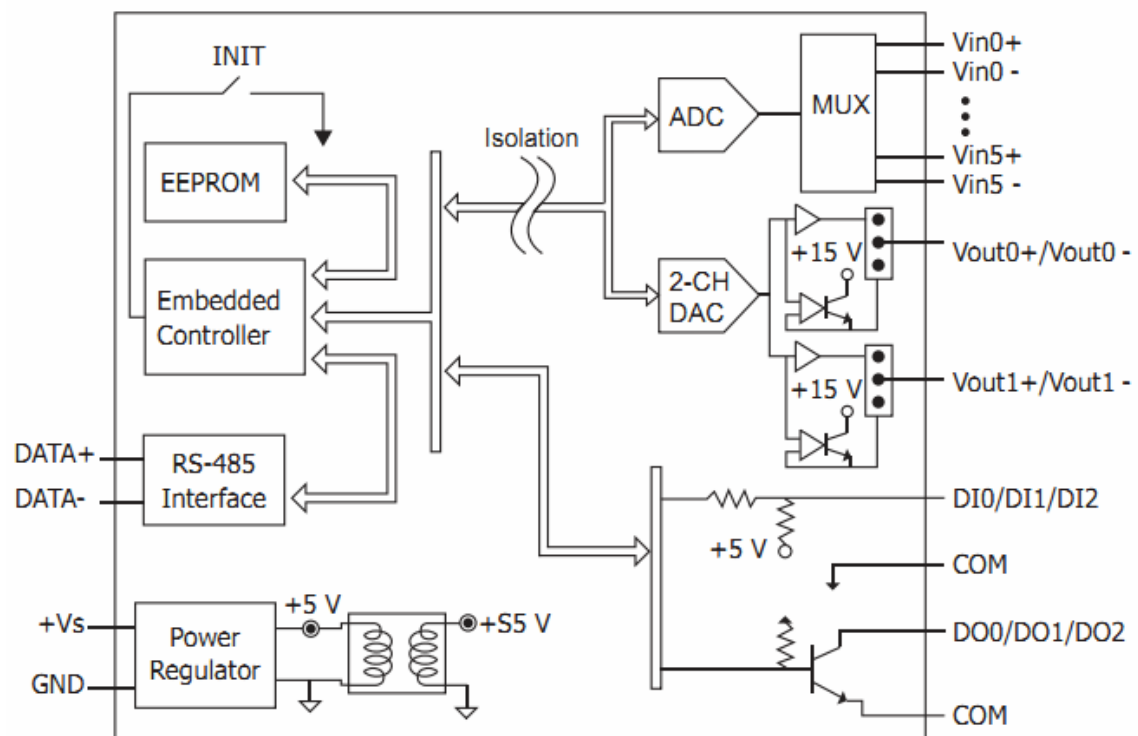 INIT
EEPROM
Embedded
Controller
RS-485
Interface
DATA+
DATA-
+Vs
GND
Power
Regulator
+5 V
+S5 V
Isolation
ADC
MUX
Vin0+
Vin0 -
Vin5+
Vin5 -
2-CH
DAC
+15 V
Vout0+/Vout0 -
+15 V
Vout1+/Vout1 -
DI0/DI1/DI2
+5 V
COM
DO0/DO1/DO2
COM